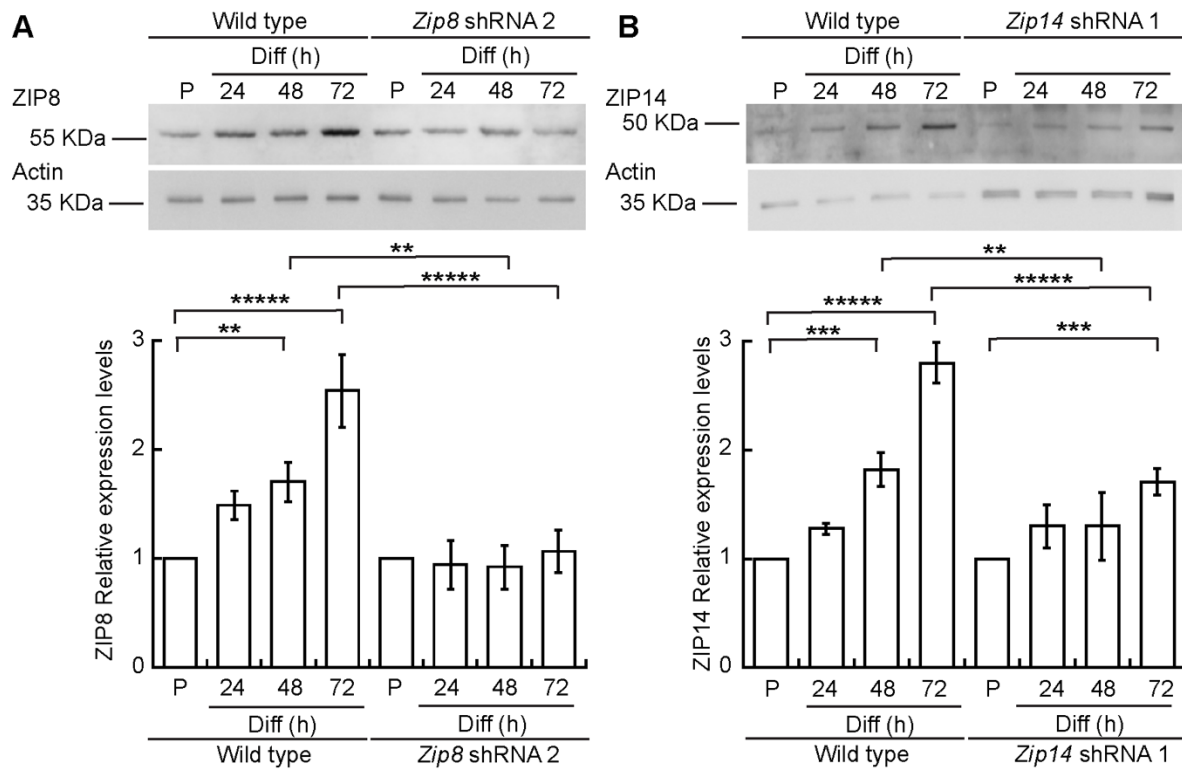 A
Wild type
Zip8 shRNA 2
Diff (h)
Diff (h)
P 24 48 72 P 24 48 72
ZIP8
55 KDa
Actin
35 KDa
**
*****
*****
**
ZIP8 Relative expression levels
3
2
1
0
P 24 48 72 P 24 48 72
Diff (h)
Diff (h)
Wild type
Zip8 shRNA 2
B
Wild type
Zip14 shRNA 1
Diff (h)
P 24 48 72 P 24 48 72
ZIP14
50 KDa
Actin
35 KDa
**
*****
*****
***
***
ZIP14 Relative expression levels
3
2
1
0
P 24 48 72 P 24 48 72
Diff (h)
Diff (h)
Wild type
Zip14 shRNA 1